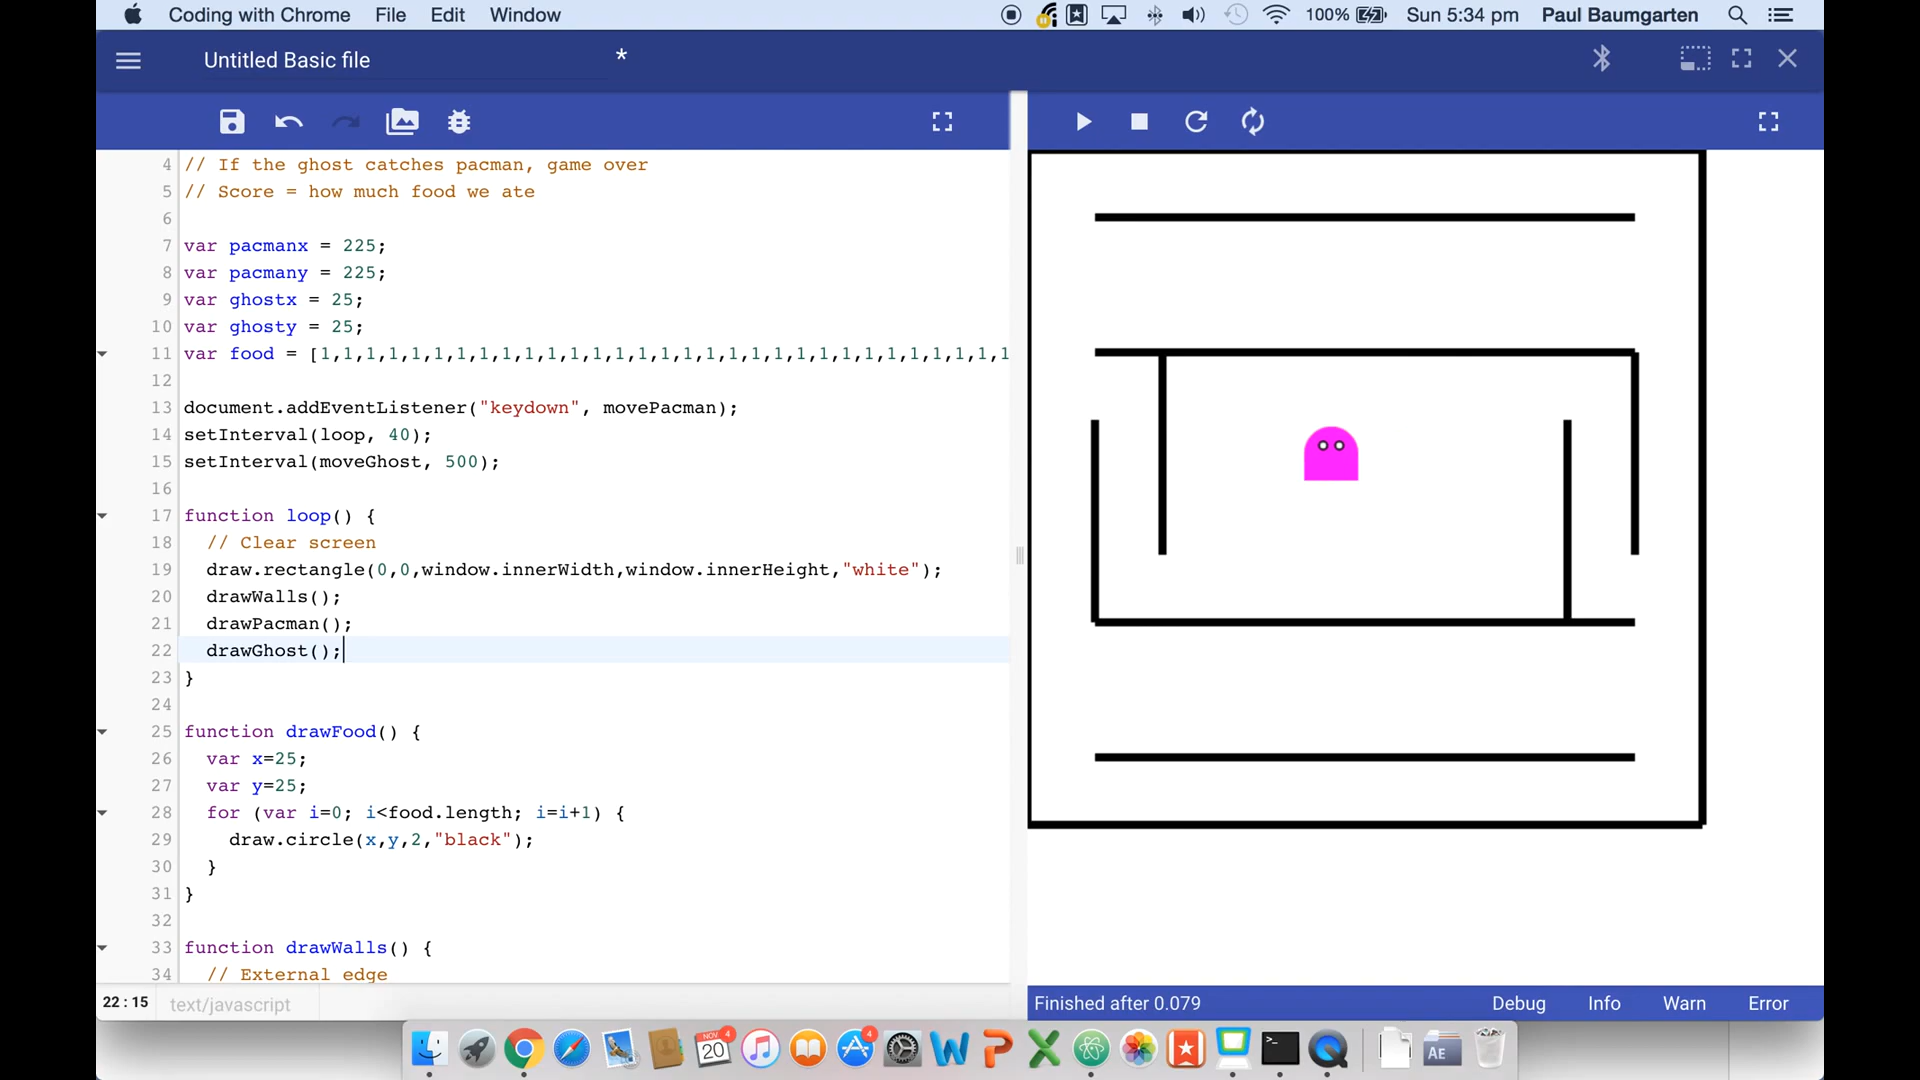 Coding with Chrome File Edit Window 100% Sun 5:34 pm Paul Baumgarten
Untitled Basic file *
4 // If the ghost catches pacman, game over
5 // Score = how much food we ate
6
7 var pacmanx = 225;
8 var pacmany = 225;
9 var ghostx = 25;
10 var ghosty = 25;
11 var food = [1,1,1,1,1,1,1,1,1,1,1,1,1,1,1,1,1,1,1,1,1,1,1,1,1,1,1,1,1,1,1
12
13 document.addEventListener("keydown", movePacman);
14 setInterval(loop, 40);
15 setInterval(moveGhost, 500);
16
17 function loop() {
18 // Clear screen
19 draw.rectangle(0,0,window.innerWidth,window.innerHeight,"white");
20 drawWalls();
21 drawPacman();
22 drawGhost();
23 }
24
25 function drawFood() {
26 var x=25;
27 var y=25;
28 for (var i=0; i<food.length; i=i+1) {
29 draw.circle(x,y,2,"black");
30 }
31 }
32
33 function drawWalls() {
34 // External edge
22:15 text/javascript
Finished after 0.079 Debug Info Warn Error
NOV
20
4
4
W
P
X
>_
AE